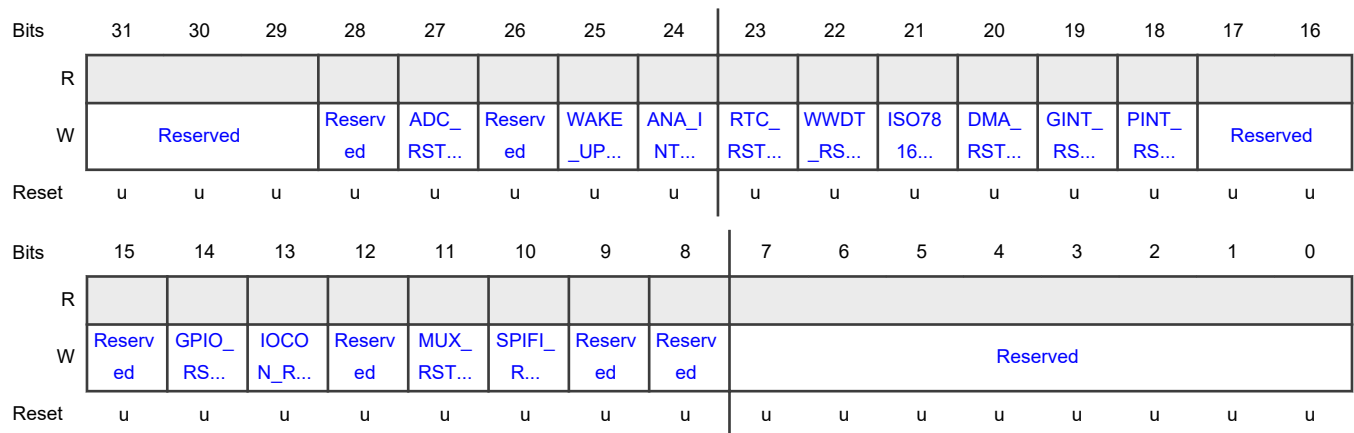 Bits 31 30 29 28 27 26 25 24 23 22 21 20 19 18 17 16
R
W Reserved Reserv ADC_ Reserv WAKE ANA_I RTC_ WWDT ISO78 DMA_ GINT_ PINT_ Reserved
ed RST... ed _UP... NT... RST... _RS... 16... RST... RS... RS...
Reset u u u u u u u u u u u u u u u u
Bits 15 14 13 12 11 10 9 8 7 6 5 4 3 2 1 0
R
W Reserv GPIO_ IOCO Reserv MUX_ SPIFI_ Reserv Reserv Reserved
ed RS... N_R... ed RST... R... ed ed
Reset u u u u u u u u u u u u u u u u